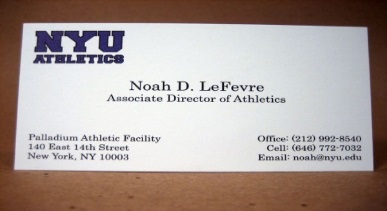 NYU
ATHLETICS
Noah D. LeFevre
Associate Director of Athletics
Palladium Athletic Facility
140 East 14th Street
New York, NY 10003
Office: (212) 992-8540
Cell: (646) 772-7032
Email: noah@nyu.edu